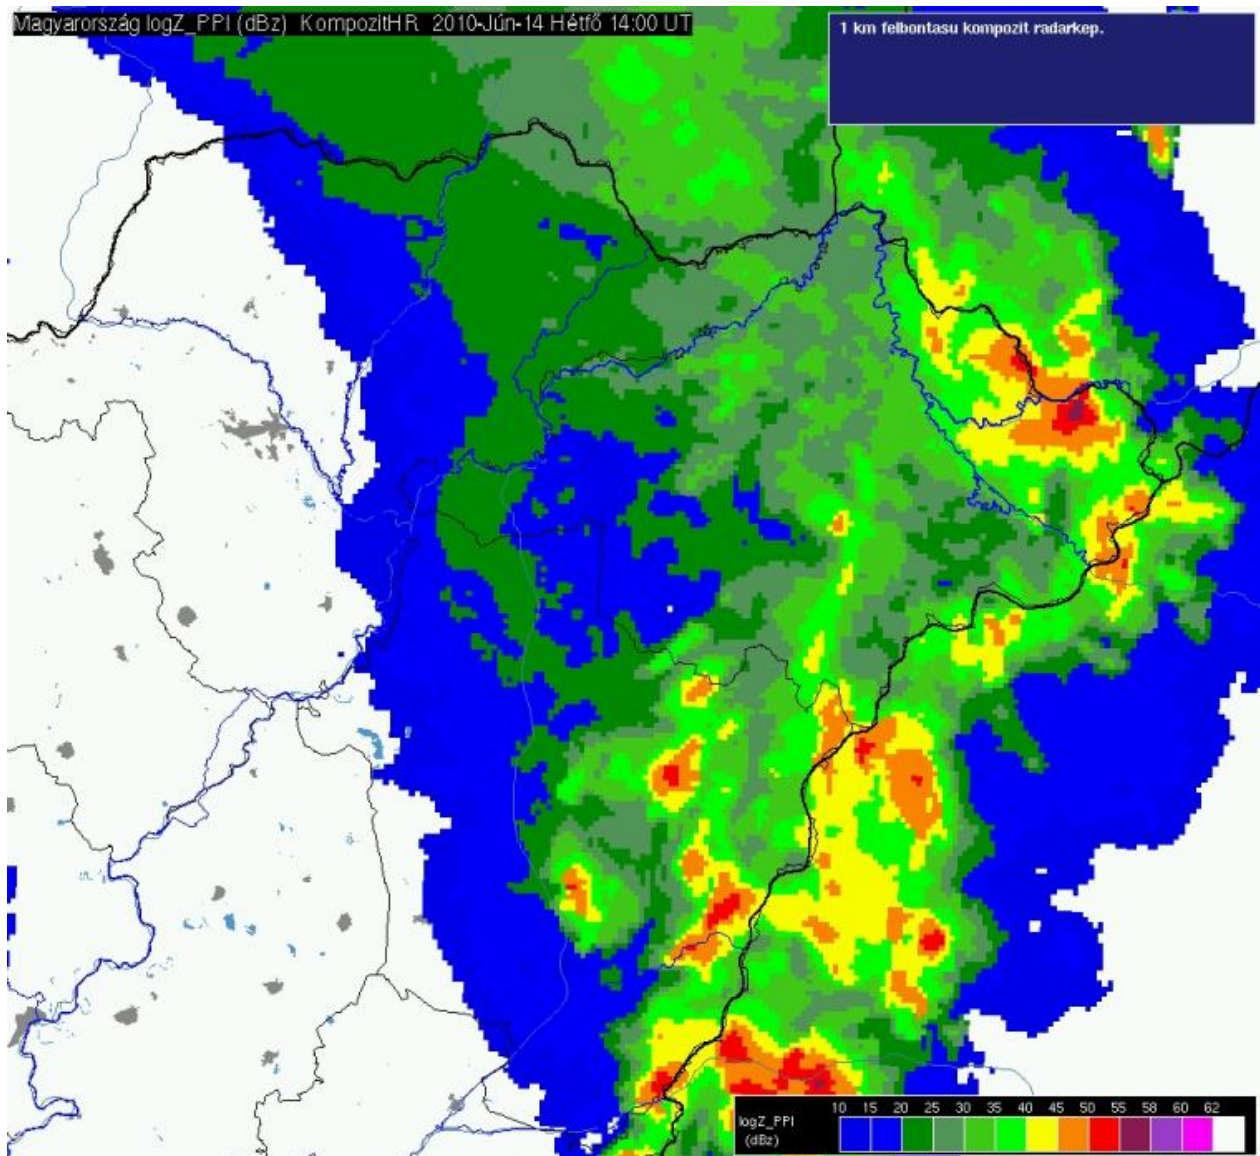 Magyarország logZ_PPI (dBz) KompozitHR 2010-Jún-14 Hétfő 14:00 UT
1 km felbontasu kompozit radarkep.
10 15 20 25 30 35 40 45 50 55 58 60 62
logZ_PPI
(dBz)